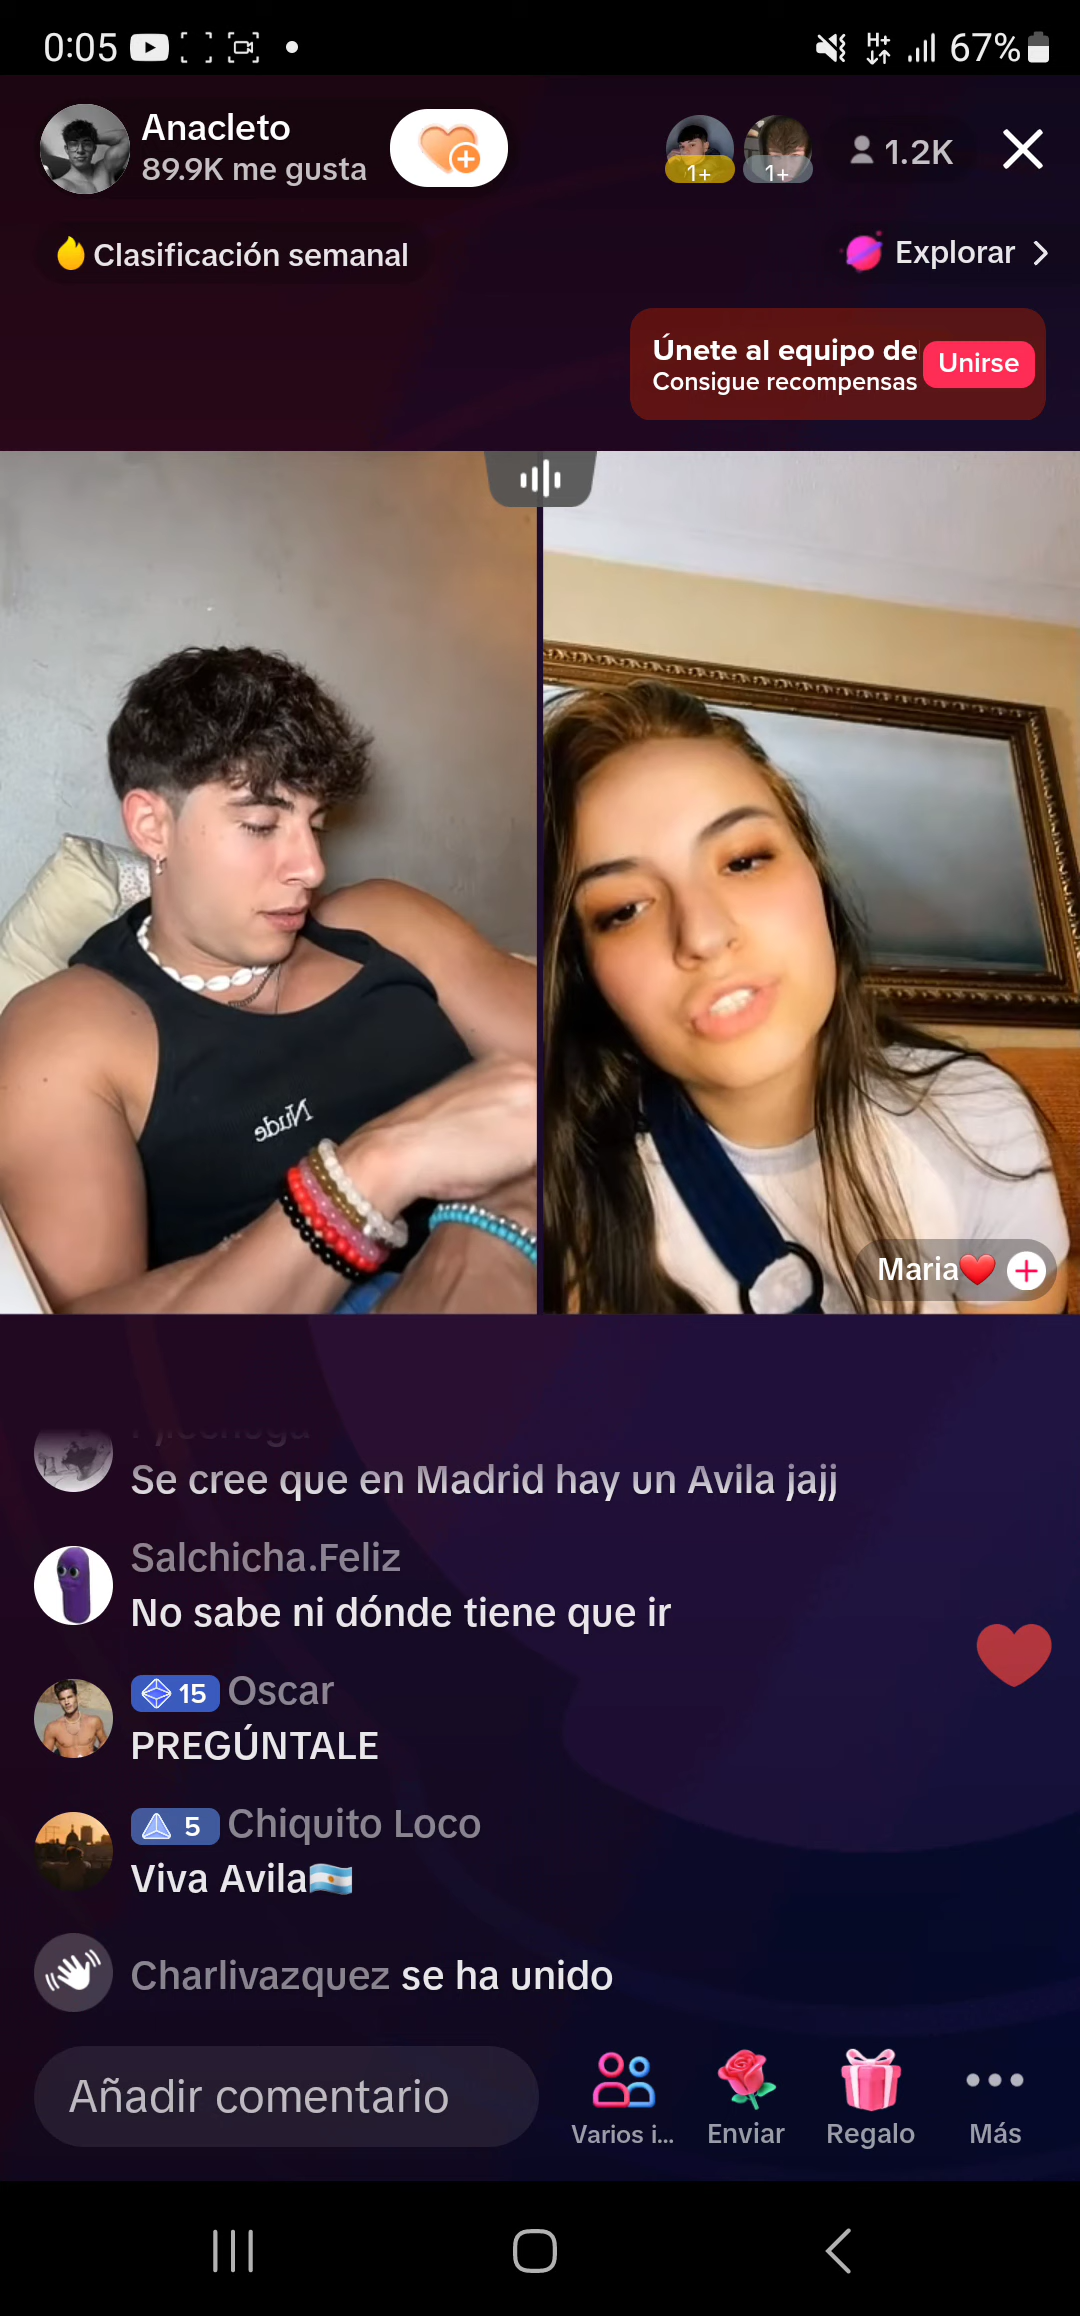 0:05
H+
67%
Anacleto
89.9K me gusta
1+
1+
1.2K
Clasificación semanal
Explorar
Únete al equipo de
Consigue recompensas
Unirse
Nude
Maria❤️
Se cree que en Madrid hay un Avila jajj
Salchicha.Feliz
No sabe ni dónde tiene que ir
15 Oscar
PREGÚNTALE
5 Chiquito Loco
Viva Avila🇦🇷
Charlivazquez se ha unido
Añadir comentario
Varios i...
Enviar
Regalo
Más